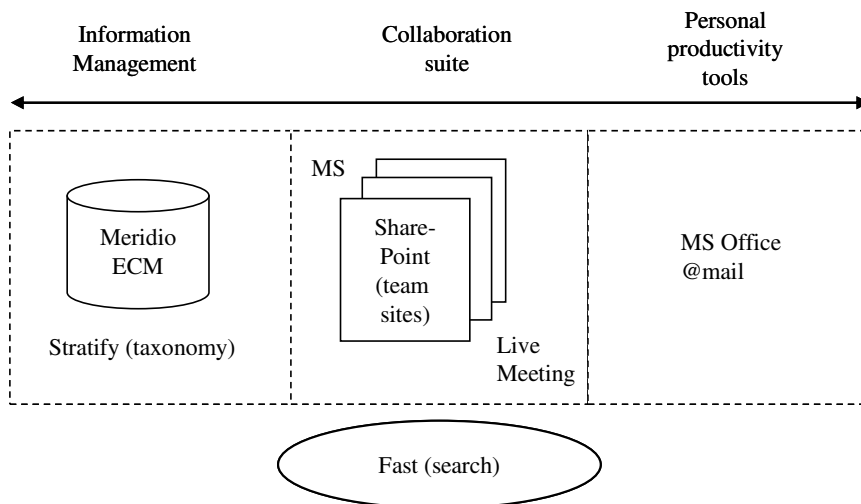 Information
Management
Collaboration
suite
Personal
productivity
tools
Meridio
ECM
Stratify (taxonomy)
MS
Share-
Point
(team
sites)
Live
Meeting
MS Office
@mail
Fast (search)